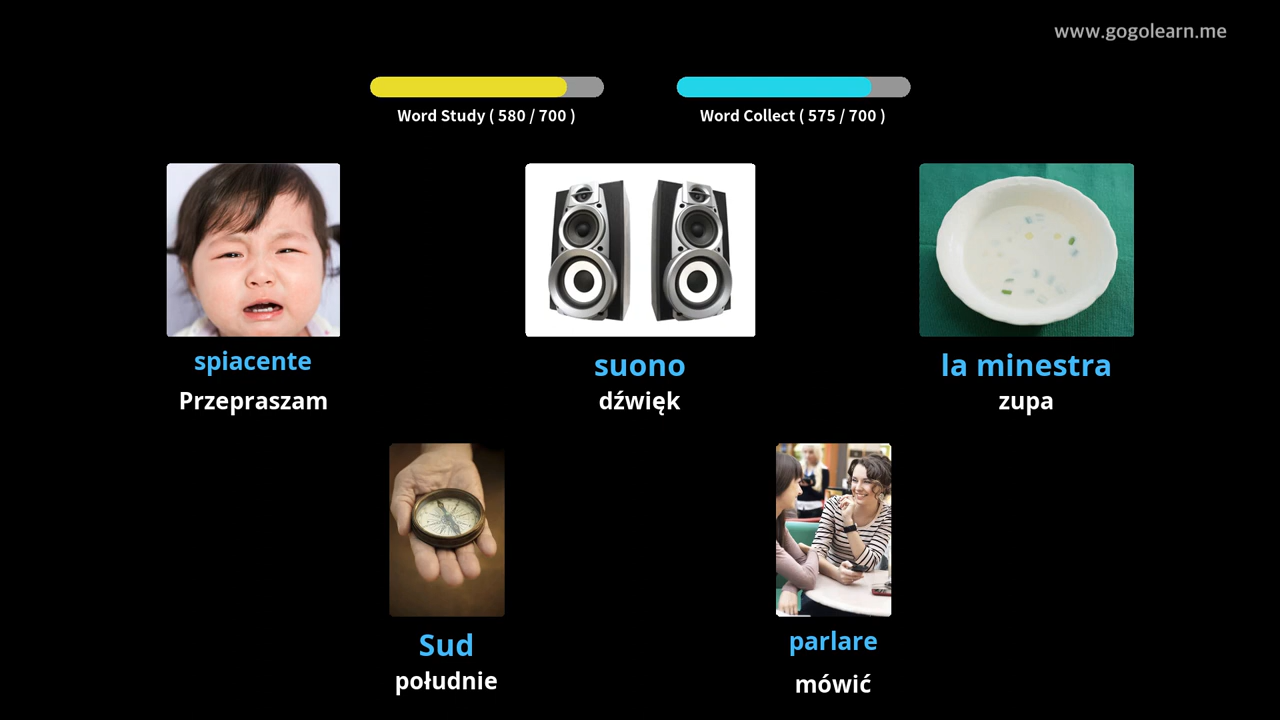 www.gogolearn.me
Word Study ( 580 / 700 )
Word Collect ( 575 / 700 )
spiacente
Przepraszam
suono
dźwięk
la minestra
zupa
Sud
południe
parlare
mówić